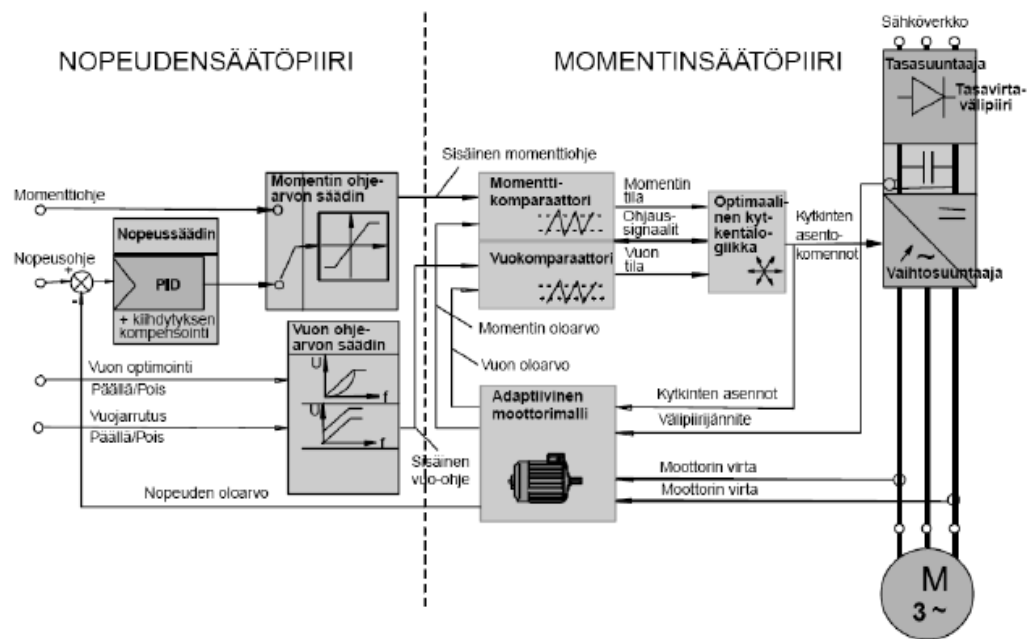 NOPEUDENSÄÄTÖPIIRI
MOMENTINSÄÄTÖPIIRI
Sähköverkko
Tasasuuntaaja
Tasavirta-
välipiiri
Sisäinen momenttiohje
Momenttiohje
Momentin ohje-
arvon säädin
Nopeussäädin
Nopeusohje
+
-
PID
+ kiihdytyksen
kompensointi
Momentti-
komparaattori
Momentin
tila
Ohjaus-
signaalit
Vuokomparaattori
Vuon
tila
Optimaali-
nen kyt-
kentälo-
giikka
Kytkinten
asento-
komennot
~
Vaihtosuuntaaja
Momentin oloarvo
Vuon oloarvo
Vuon ohje-
arvon säädin
U
f
U
f
Vuon optimointi
Päällä/Pois
Vuojarrutus
Päällä/Pois
Sisäinen
vuo-ohje
Adaptiivinen
moottorimalli
Kytkinten asennot
Välipiirijännite
Moottorin virta
Moottorin virta
Nopeuden oloarvo
M
3 ~